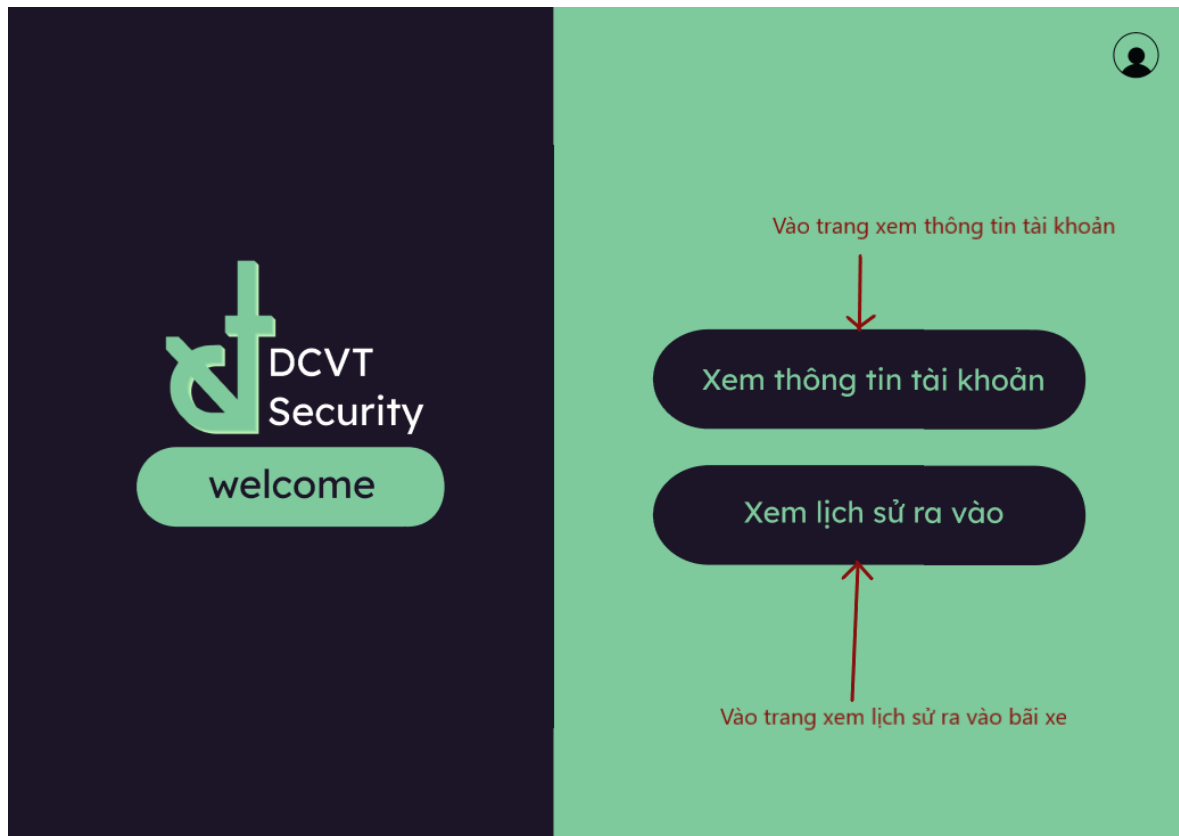 DCVT
Security
welcome
Vào trang xem thông tin tài khoản
Xem thông tin tài khoản
Xem lịch sử ra vào
Vào trang xem lịch sử ra vào bãi xe